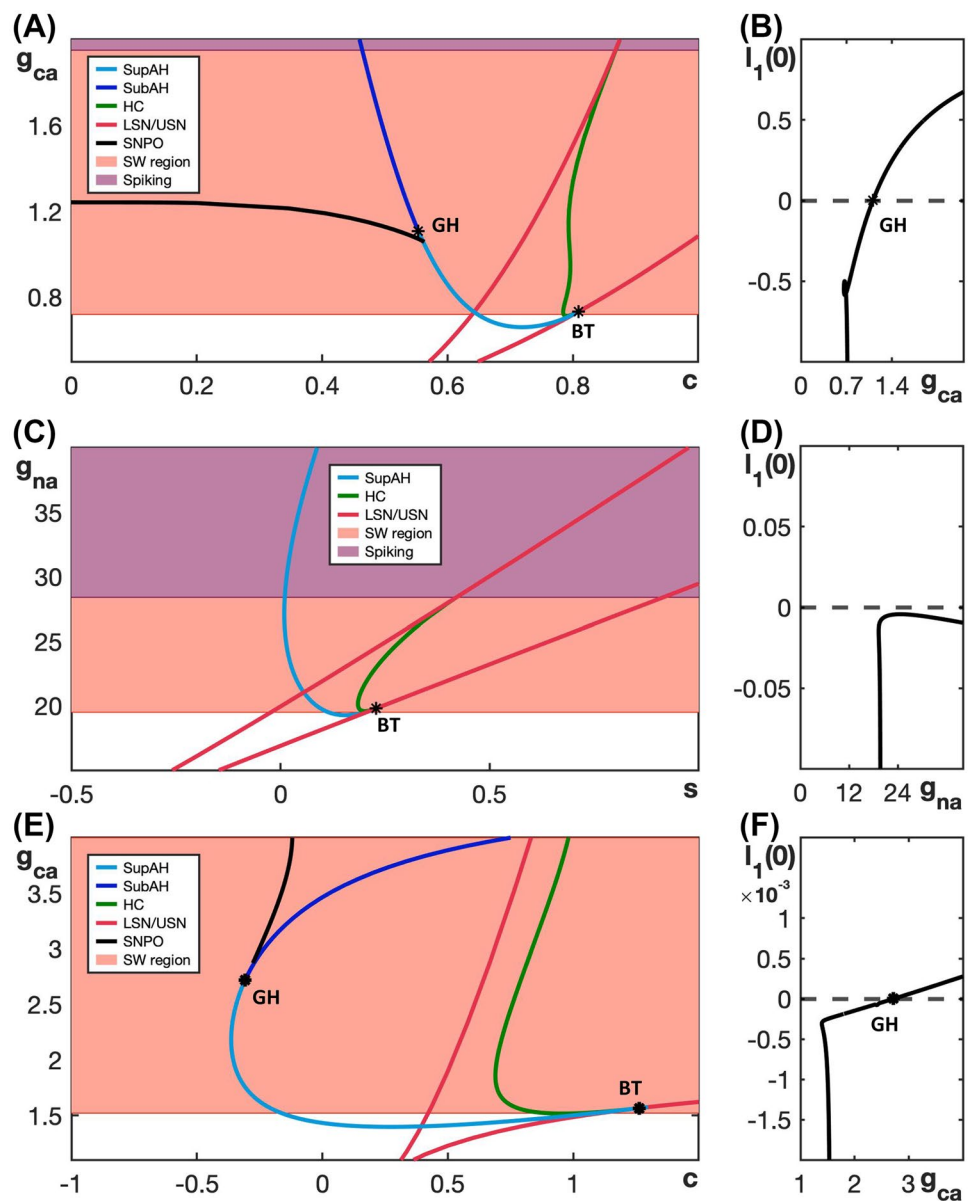 (A)
g_ca
1.6
1.2
0.8
SupAH
SubAH
HC
LSN/USN
SNPO
SW region
Spiking
GH
BT
0 0.2 0.4 0.6 0.8 c
(B)
l_1(0)
0.5
0
-0.5
GH
0 0.7 1.4 g_ca
(C)
g_na
35
30
25
20
SupAH
HC
LSN/USN
SW region
Spiking
BT
-0.5 0 0.5 s
(D)
l_1(0)
0.05
0
-0.05
0 12 24 g_na
(E)
g_ca
3.5
3
2.5
2
1.5
SupAH
SubAH
HC
LSN/USN
SNPO
SW region
GH
BT
-1 -0.5 0 0.5 1 c
(F)
l_1(0)
×10^-3
1
0.5
0
-0.5
-1
-1.5
GH
1 2 3 g_ca